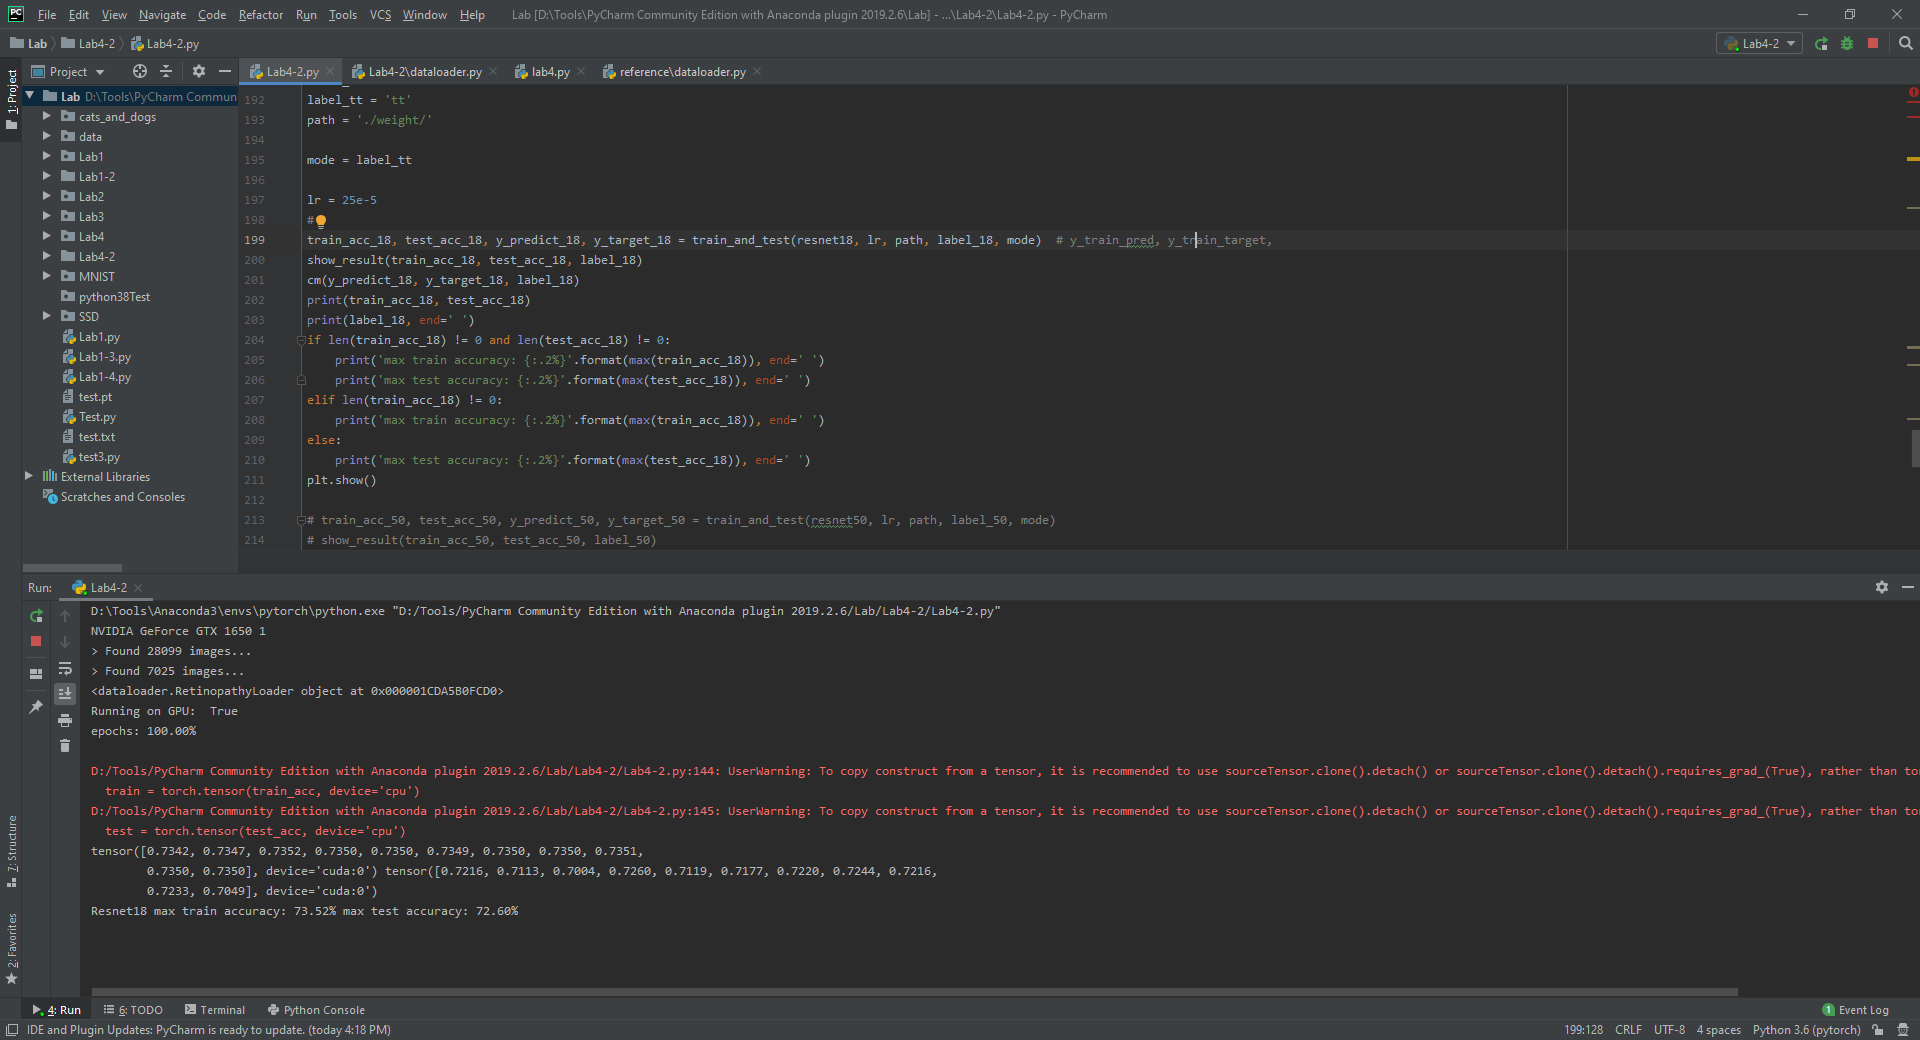 PC File Edit View Navigate Code Refactor Run Tools VCS Window Help Lab [D:\Tools\PyCharm Community Edition with Anaconda plugin 2019.2.6\Lab] - ...\Lab4-2\Lab4-2.py - PyCharm
Lab Lab4-2 Lab4-2.py Lab4-2
1: Project
Project
Lab4-2.py Lab4-2\dataloader.py lab4.py reference\dataloader.py
Lab D:\Tools\PyCharm Commun
cats_and_dogs
data
Lab1
Lab1-2
Lab2
Lab3
Lab4
Lab4-2
MNIST
python38Test
SSD
Lab1.py
Lab1-3.py
Lab1-4.py
test.pt
Test.py
test.txt
test3.py
External Libraries
Scratches and Consoles
192 label_tt = 'tt'
193 path = './weight/'
194
195 mode = label_tt
196
197 lr = 25e-5
198 #
199 train_acc_18, test_acc_18, y_predict_18, y_target_18 = train_and_test(resnet18, lr, path, label_18, mode)  # y_train_pred, y_train_target,
200 show_result(train_acc_18, test_acc_18, label_18)
201 cm(y_predict_18, y_target_18, label_18)
202 print(train_acc_18, test_acc_18)
203 print(label_18, end=' ')
204 if len(train_acc_18) != 0 and len(test_acc_18) != 0:
205     print('max train accuracy: {:.2%}'.format(max(train_acc_18)), end=' ')
206     print('max test accuracy: {:.2%}'.format(max(test_acc_18)), end=' ')
207 elif len(train_acc_18) != 0:
208     print('max train accuracy: {:.2%}'.format(max(train_acc_18)), end=' ')
209 else:
210     print('max test accuracy: {:.2%}'.format(max(test_acc_18)), end=' ')
211 plt.show()
212
213 # train_acc_50, test_acc_50, y_predict_50, y_target_50 = train_and_test(resnet50, lr, path, label_50, mode)
214 # show_result(train_acc_50, test_acc_50, label_50)
Run: Lab4-2
D:\Tools\Anaconda3\envs\pytorch\python.exe "D:/Tools/PyCharm Community Edition with Anaconda plugin 2019.2.6/Lab/Lab4-2/Lab4-2.py"
NVIDIA GeForce GTX 1650 1
> Found 28099 images...
> Found 7025 images...
<dataloader.RetinopathyLoader object at 0x000001CDA5B0FCD0>
Running on GPU:  True
epochs: 100.00%
D:/Tools/PyCharm Community Edition with Anaconda plugin 2019.2.6/Lab/Lab4-2/Lab4-2.py:144: UserWarning: To copy construct from a tensor, it is recommended to use sourceTensor.clone().detach() or sourceTensor.clone().detach().requires_grad_(True), rather than to
  train = torch.tensor(train_acc, device='cpu')
D:/Tools/PyCharm Community Edition with Anaconda plugin 2019.2.6/Lab/Lab4-2/Lab4-2.py:145: UserWarning: To copy construct from a tensor, it is recommended to use sourceTensor.clone().detach() or sourceTensor.clone().detach().requires_grad_(True), rather than to
  test = torch.tensor(test_acc, device='cpu')
tensor([0.7342, 0.7347, 0.7352, 0.7350, 0.7350, 0.7349, 0.7350, 0.7350, 0.7351,
        0.7350, 0.7350], device='cuda:0') tensor([0.7216, 0.7113, 0.7004, 0.7260, 0.7119, 0.7177, 0.7220, 0.7244, 0.7216,
        0.7233, 0.7049], device='cuda:0')
Resnet18 max train accuracy: 73.52% max test accuracy: 72.60%
7: Structure
2: Favorites
4: Run 6: TODO Terminal Python Console 1 Event Log
IDE and Plugin Updates: PyCharm is ready to update. (today 4:18 PM) 199:128 CRLF UTF-8 4 spaces Python 3.6 (pytorch)